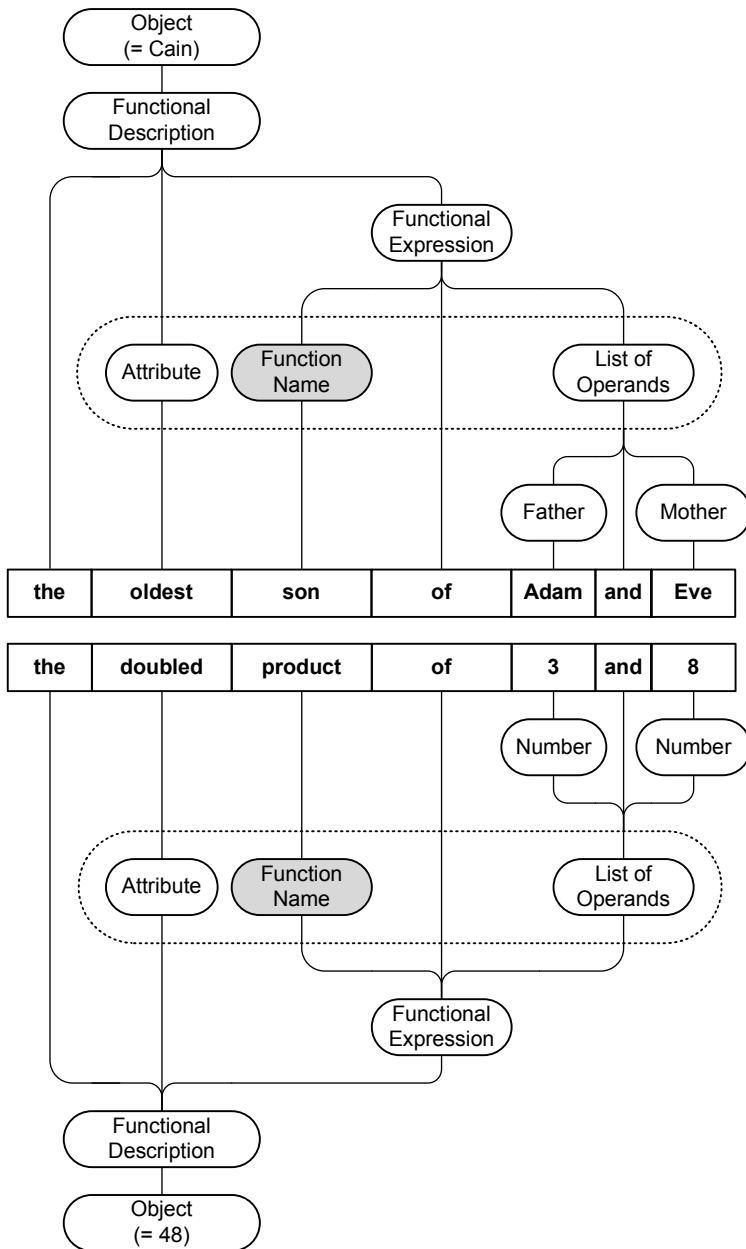 Object
(= Cain)
Functional
Description
Functional
Expression
Attribute
Function
Name
List of
Operands
Father
Mother
the oldest son of Adam and Eve
the doubled product of 3 and 8
Number
Number
Attribute
Function
Name
List of
Operands
Functional
Expression
Functional
Description
Object
(= 48)